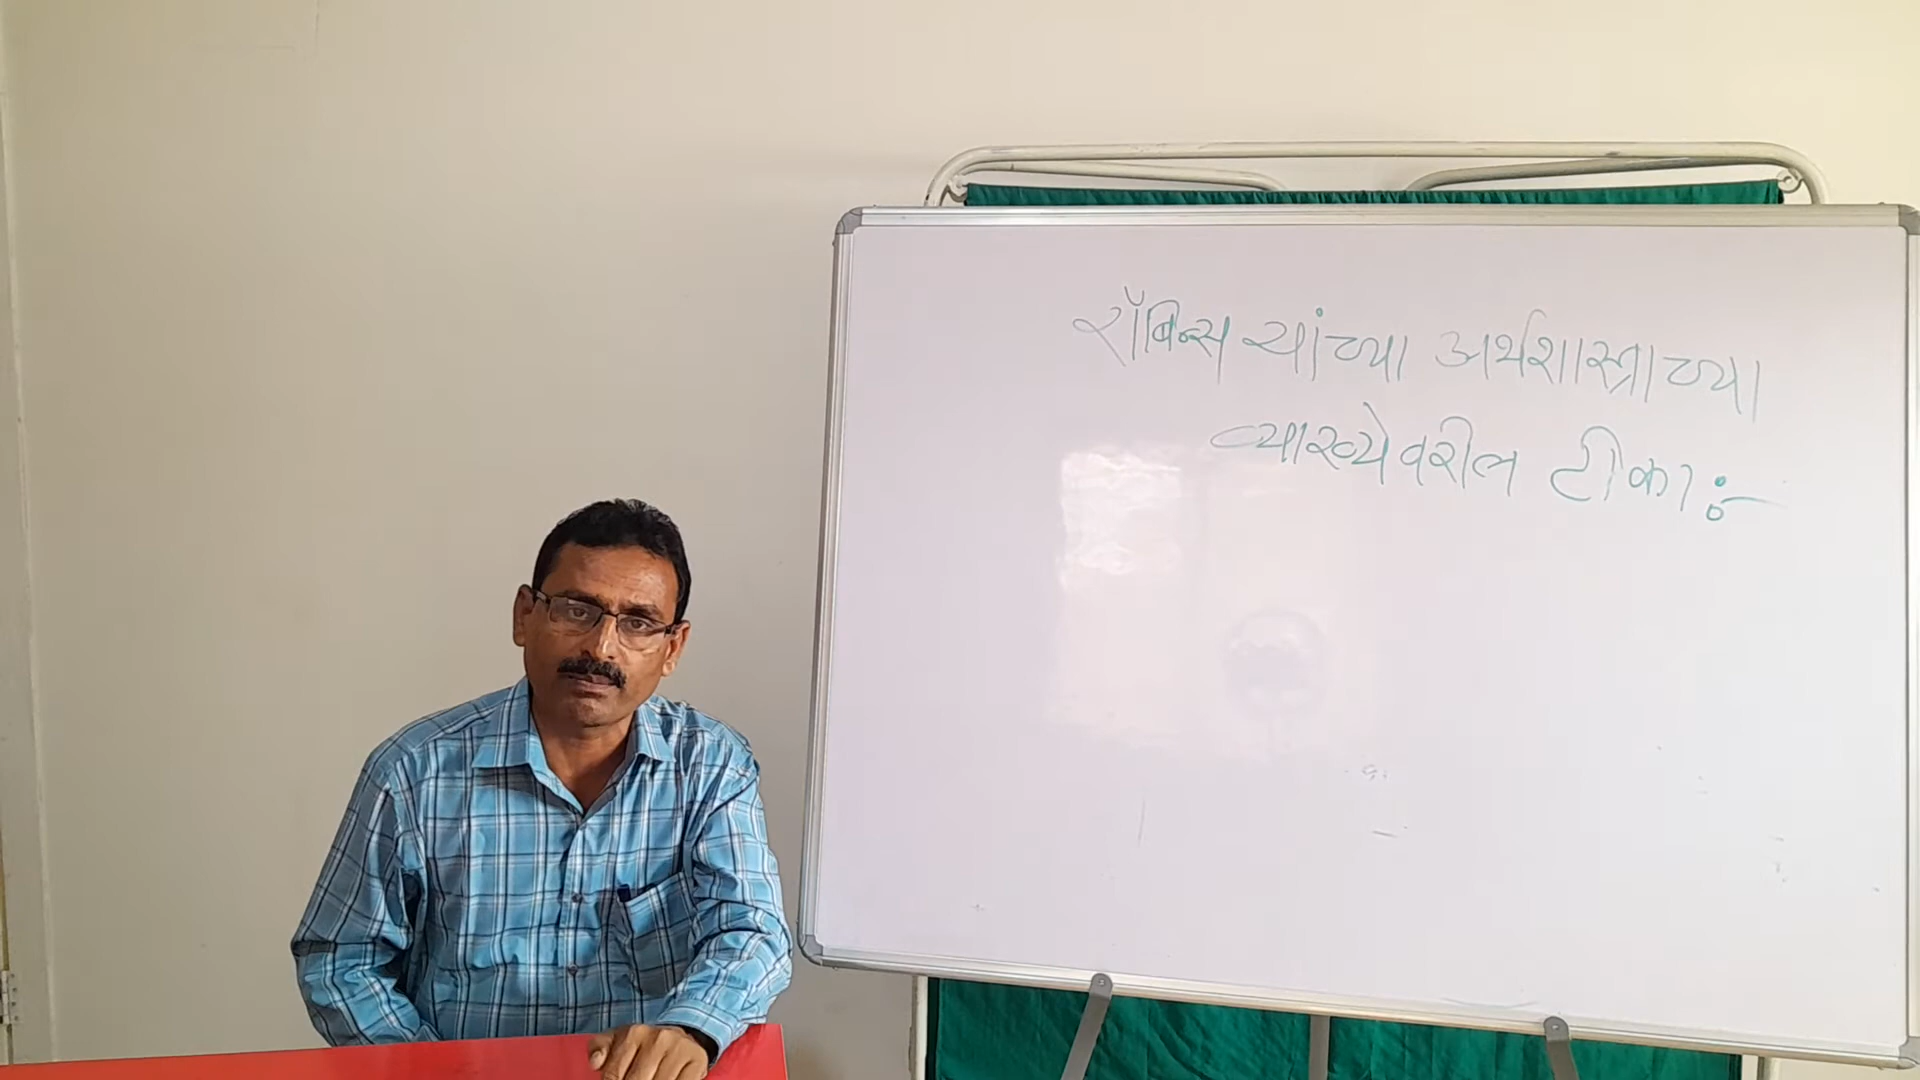 रॉबिन्स यांच्या अर्थशास्त्राच्या
व्याख्येवरील टीका :-